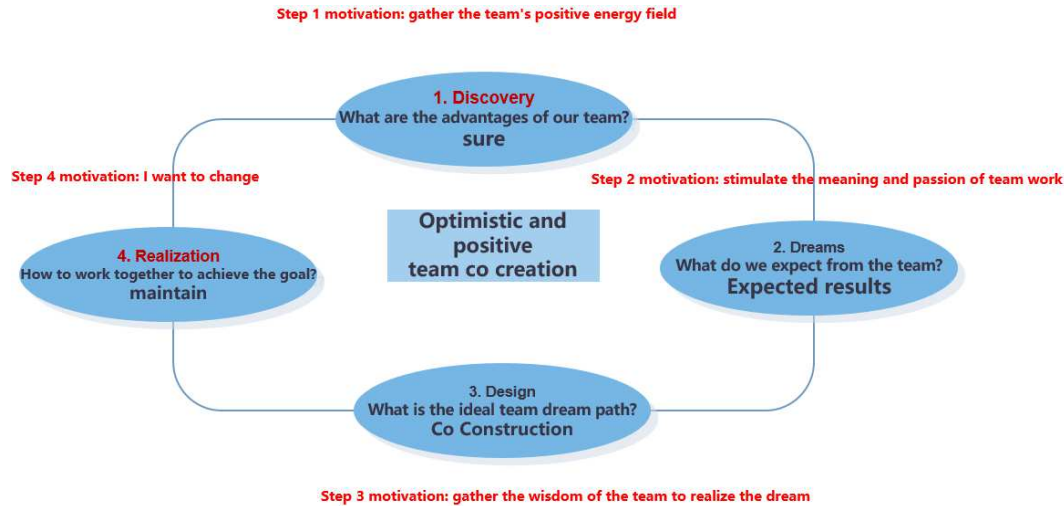 Step 1 motivation: gather the team's positive energy field
1. Discovery
What are the advantages of our team?
sure
Step 4 motivation: I want to change
Step 2 motivation: stimulate the meaning and passion of team work
Optimistic and
positive
team co creation
4. Realization
How to work together to achieve the goal?
maintain
2. Dreams
What do we expect from the team?
Expected results
3. Design
What is the ideal team dream path?
Co Construction
Step 3 motivation: gather the wisdom of the team to realize the dream